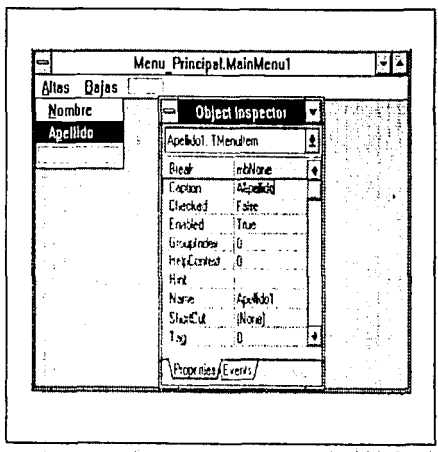 Menu_Principal.MainMenu1
Altas Bajas
Nombre
Apellido
Object Inspector
Apellido1: TMenuItem
Break mbNone
Caption A&pellido
Checked False
Enabled True
GroupIndex 0
HelpContext 0
Hint
Name Apellido1
ShortCut (None)
Tag 0
Properties Events